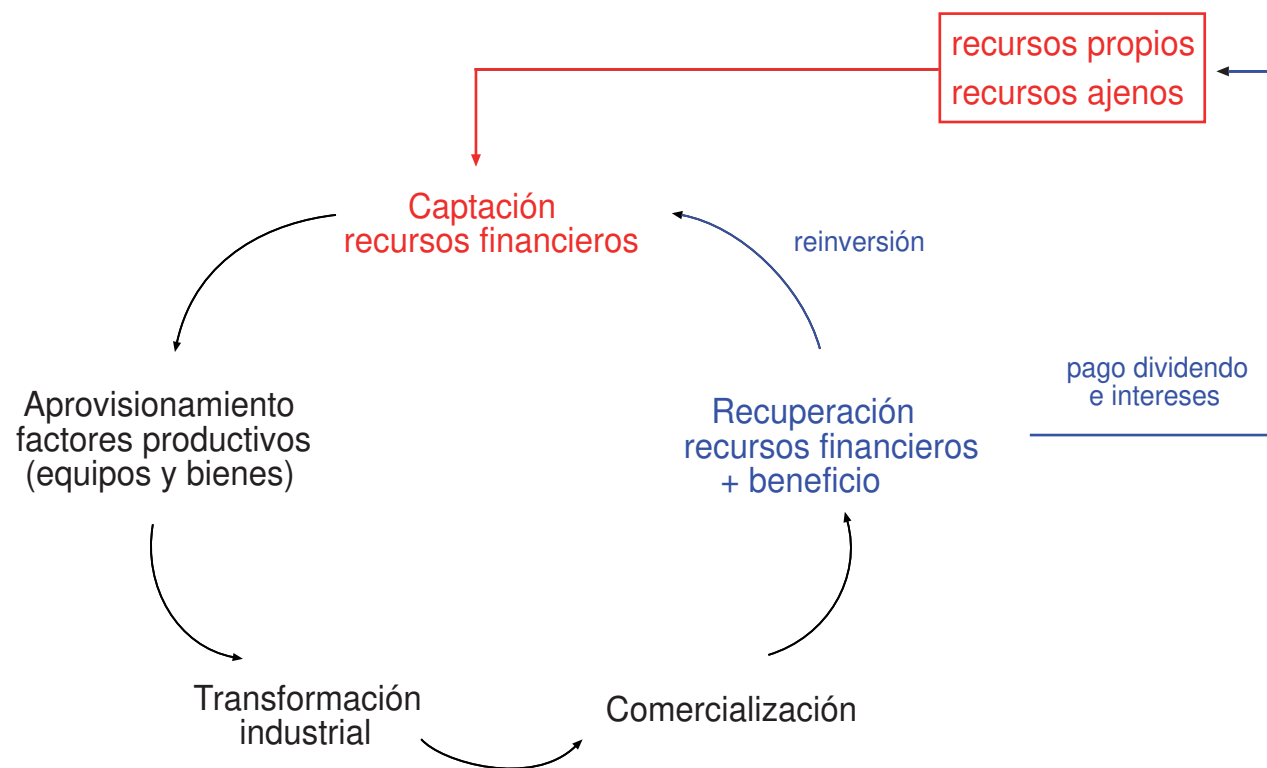 recursos propios
recursos ajenos
Captación
recursos financieros
reinversión
pago dividendo
e intereses
Aprovisionamiento
factores productivos
(equipos y bienes)
Recuperación
recursos financieros
+ beneficio
Transformación
industrial
Comercialización